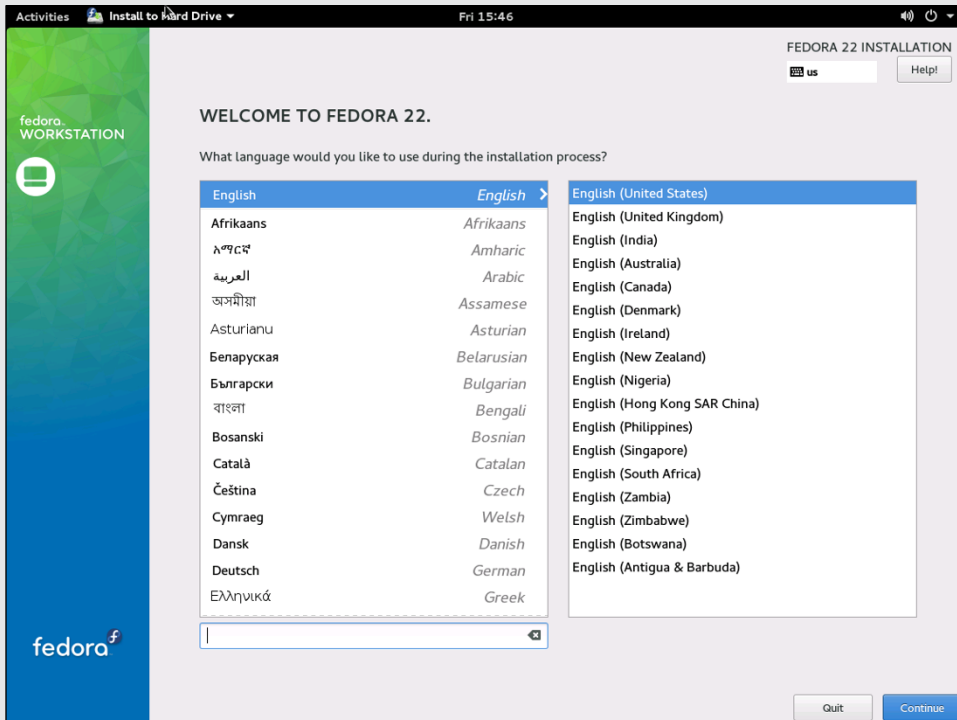 Activities Install to Hard Drive Fri 15:46
FEDORA 22 INSTALLATION
us Help!
fedora
WORKSTATION
WELCOME TO FEDORA 22.
What language would you like to use during the installation process?
English English English (United States)
Afrikaans Afrikaans English (United Kingdom)
አማርኛ Amharic English (India)
العربية Arabic English (Australia)
অসমীয়া Assamese English (Canada)
Asturianu Asturian English (Denmark)
Беларуская Belarusian English (Ireland)
Български Bulgarian English (New Zealand)
বাংলা Bengali English (Nigeria)
Bosanski Bosnian English (Hong Kong SAR China)
Català Catalan English (Philippines)
Čeština Czech English (Singapore)
Cymraeg Welsh English (South Africa)
Dansk Danish English (Zambia)
Deutsch German English (Zimbabwe)
Ελληνικά Greek English (Botswana)
English (Antigua & Barbuda)
fedora
Quit Continue